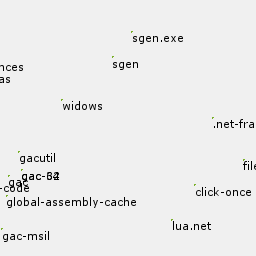 sgen.exe
sgen
nces
as
widows
.net-fra
gacutil
file
gac-64
gac
-code
click-once
global-assembly-cache
lua.net
gac-msil